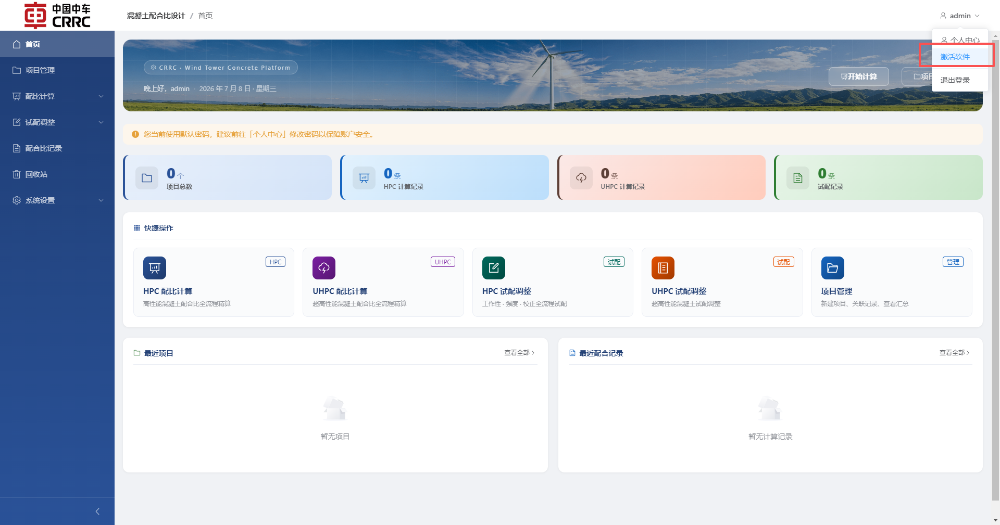 中国中车
CRRC
混凝土配合比设计 / 首页
admin
首页
项目管理
配比计算
试配调整
配合比记录
回收站
系统设置
个人中心
激活软件
退出登录
CRRC · Wind Tower Concrete Platform
晚上好，admin · 2026 年 7 月 8 日 · 星期三
开始计算
项目
您当前使用默认密码，建议前往「个人中心」修改密码以保障账户安全。
0 个
项目总数
0 条
HPC 计算记录
0 条
UHPC 计算记录
0 条
试配记录
快捷操作
HPC
HPC 配比计算
高性能混凝土配合比全流程精算
UHPC
UHPC 配比计算
超高性能混凝土配合比全流程精算
试配
HPC 试配调整
工作性 · 强度 · 校正全流程试配
试配
UHPC 试配调整
超高性能混凝土试配调整
管理
项目管理
新建项目、关联记录、查看汇总
最近项目
查看全部
暂无项目
最近配合记录
查看全部
暂无计算记录